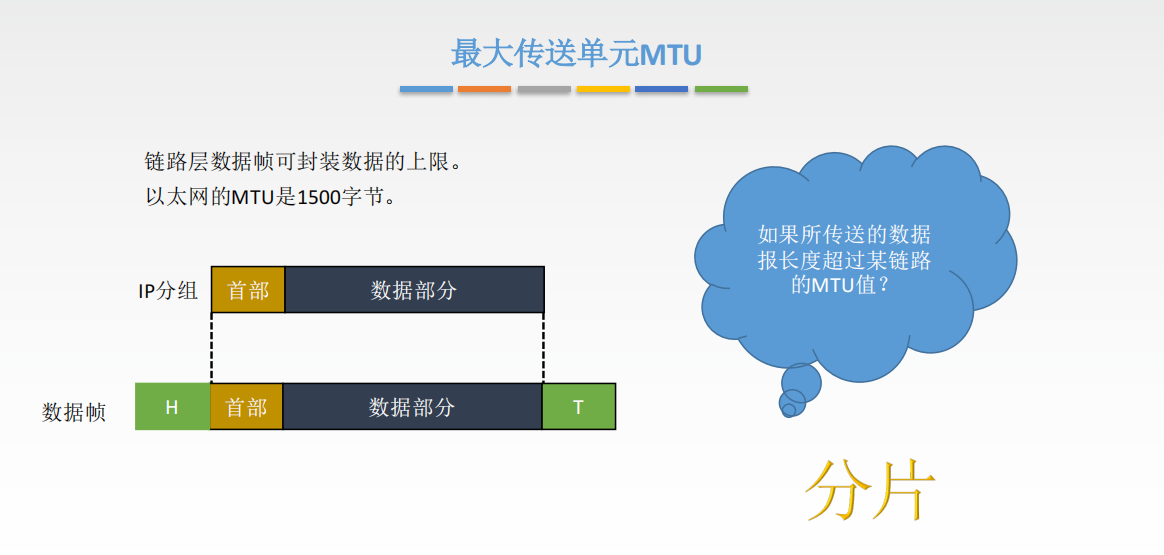 最大传送单元MTU
链路层数据帧可封装数据的上限。
以太网的MTU是1500字节。
如果所传送的数据
报长度超过某链路
的MTU值？
IP分组
首部
数据部分
数据帧
H
首部
数据部分
T
分片